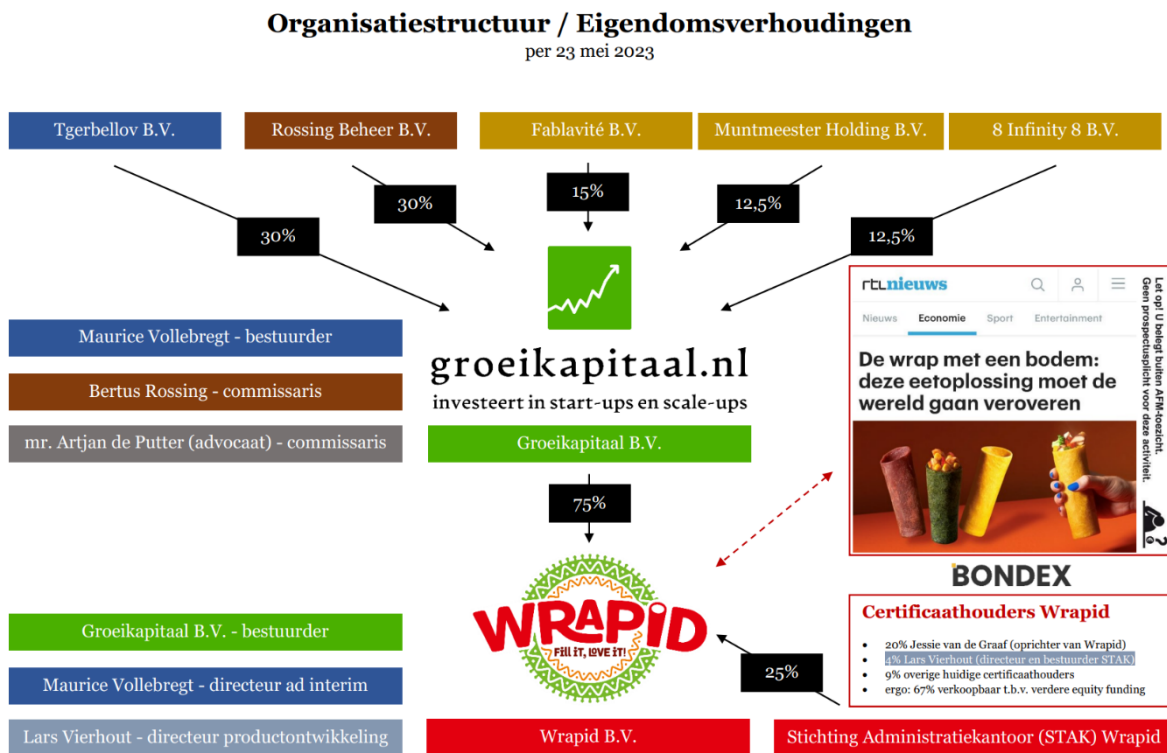 Organisatiestructuur / Eigendomsverhoudingen
per 23 mei 2023
Tgerbellov B.V.
Rossing Beheer B.V.
Fablavité B.V.
Muntmeester Holding B.V.
8 Infinity 8 B.V.
30%
30%
15%
12,5%
12,5%
Maurice Vollebregt - bestuurder
Bertus Rossing - commissaris
mr. Artjan de Putter (advocaat) - commissaris
groeikapitaal.nl
investeert in start-ups en scale-ups
Groeikapitaal B.V.
75%
rtlnieuws
Nieuws
Economie
Sport
Entertainment
De wrap met een bodem:
deze eetoplossing moet de
wereld gaan veroveren
Let op! U belegt buiten AFM-toezicht.
Geen prospectusplicht voor deze activiteit.
BONDEX
Certificaathouders Wrapid
• 20% Jessie van de Graaf (oprichter van Wrapid)
• 4% Lars Vierhout (directeur en bestuurder STAK)
• 9% overige huidige certificaathouders
• ergo: 67% verkoopbaar t.b.v. verdere equity funding
WRAPiD
Fill iT, LOVE iT!
25%
Groeikapitaal B.V. - bestuurder
Maurice Vollebregt - directeur ad interim
Lars Vierhout - directeur productontwikkeling
Wrapid B.V.
Stichting Administratiekantoor (STAK) Wrapid